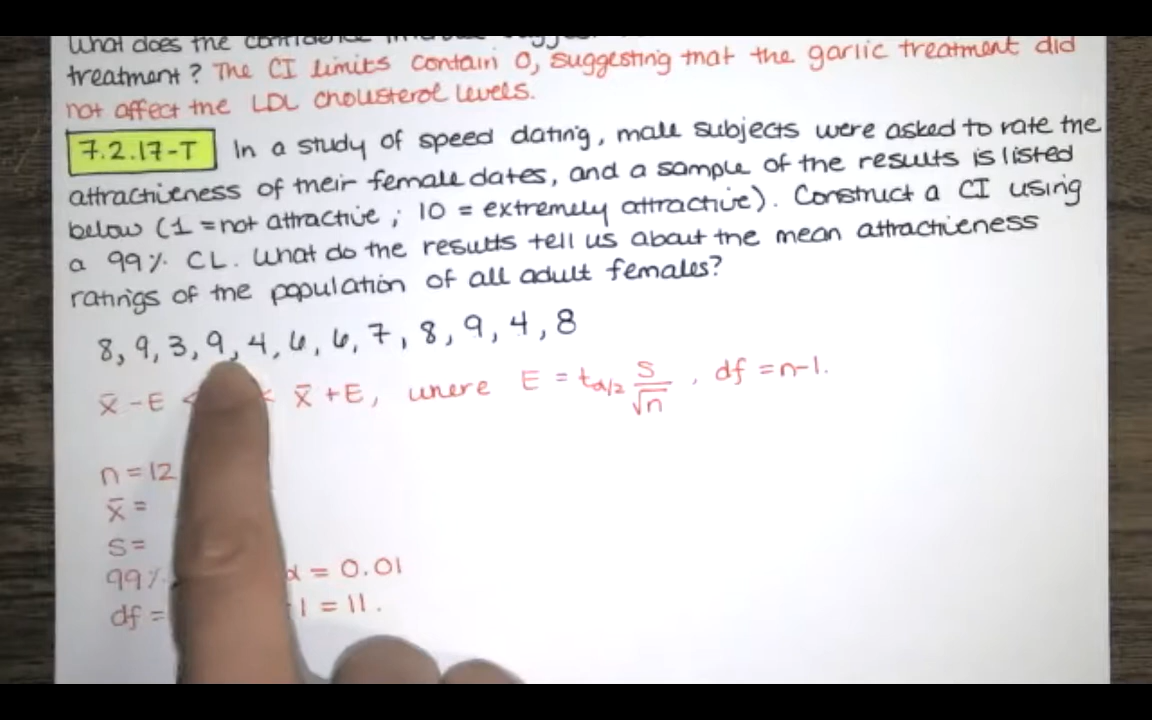 What does the
treatment? The CI limits contain 0, suggesting that the garlic treatment did
not affect the LDL cholusterol levels.
7.2.17-T In a study of speed dating, male subjects were asked to rate the
attractiveness of their female dates, and a sample of the results is listed
below (1 = not attractive; 10 = extremely attractive). Construct a CI using
a 99% CL. What do the results tell us about the mean attractiveness
ratings of the population of all adult females?
8, 9, 3, 9, 4, 6, 6, 7, 8, 9, 4, 8
x̄ - E < < x̄ + E, where E = tα/2 s/√n, df = n-1.
n = 12
x̄ =
s =
99% α = 0.01
df = 1 = 11.